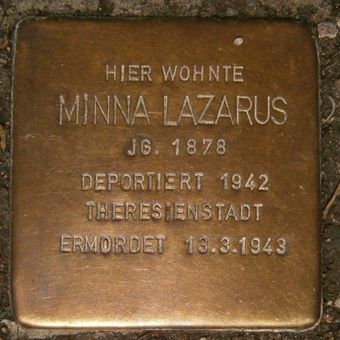 HIER WOHNTE
MINNA LAZARUS
JG. 1878
DEPORTIERT 1942
THERESIENSTADT
ERMORDET 13.3.1943